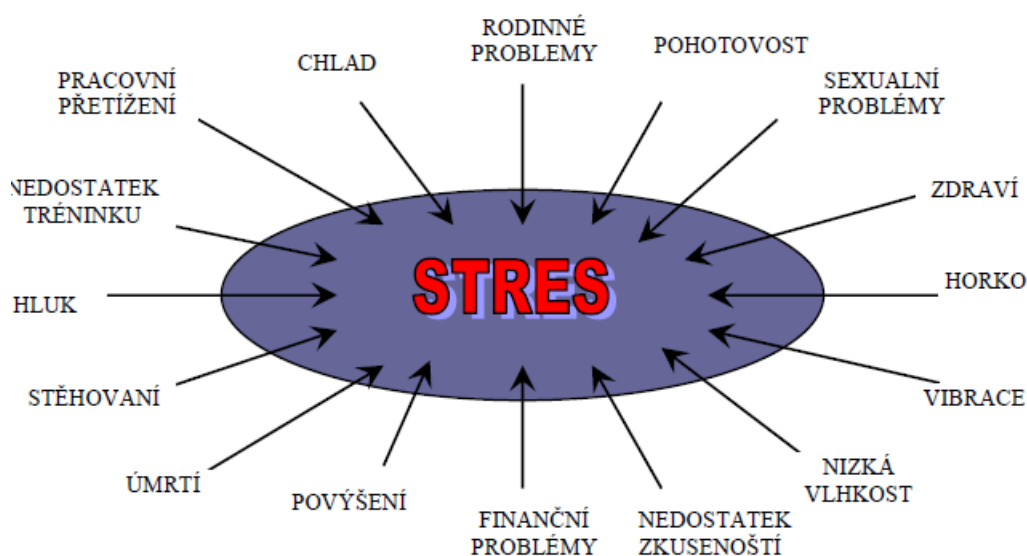 RODINNÉ
PROBLEMY
POHOTOVOST
CHLAD
PRACOVNÍ
PŘETÍŽENÍ
SEXUALNÍ
PROBLÉMY
NEDOSTATEK
TRÉNINKU
ZDRAVÍ
STRES
HLUK
HORKO
STĚHOVANÍ
VIBRACE
ÚMRTÍ
POVÝŠENÍ
FINANČNÍ
PROBLÉMY
NEDOSTATEK
ZKUSENOŠTÍ
NIZKÁ
VLHKOST